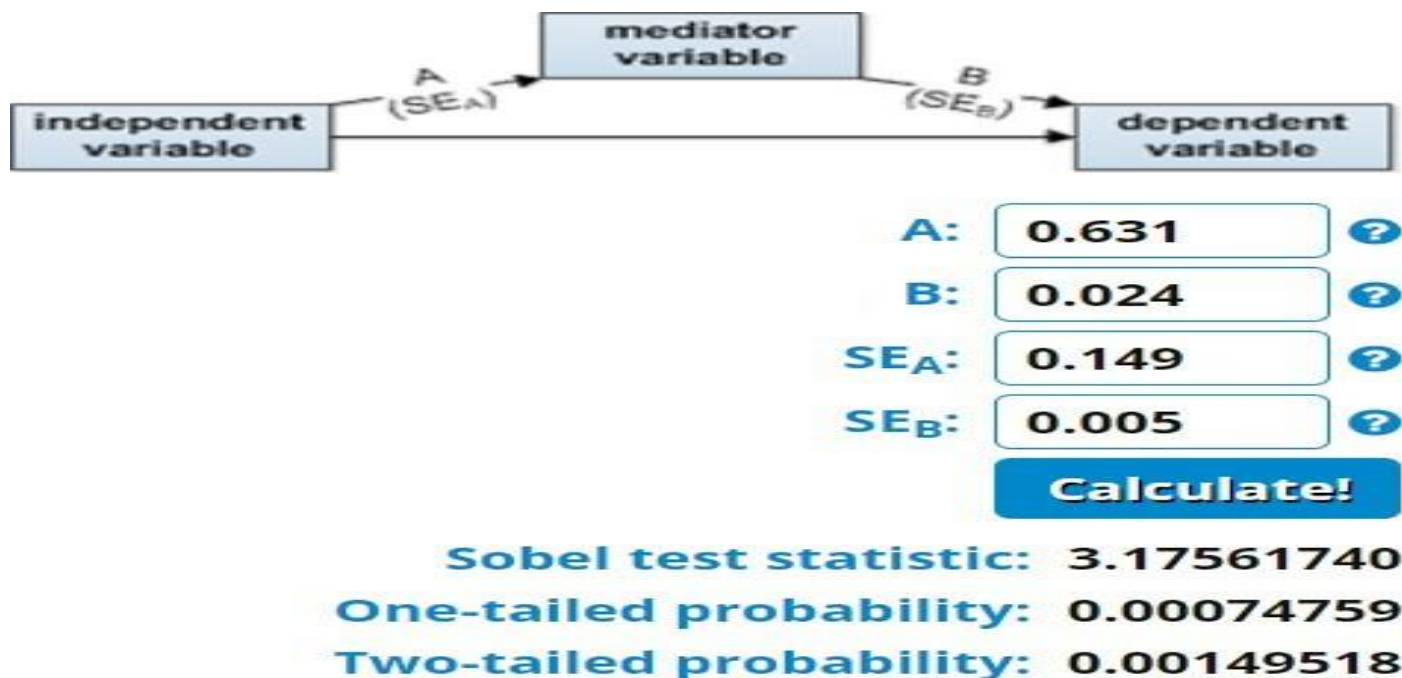 mediator
variable
A
(SEA)
B
(SEB)
independent
variable
dependent
variable
A: 0.631 ?
B: 0.024 ?
SEA: 0.149 ?
SEB: 0.005 ?
Calculate!
Sobel test statistic: 3.17561740
One-tailed probability: 0.00074759
Two-tailed probability: 0.00149518